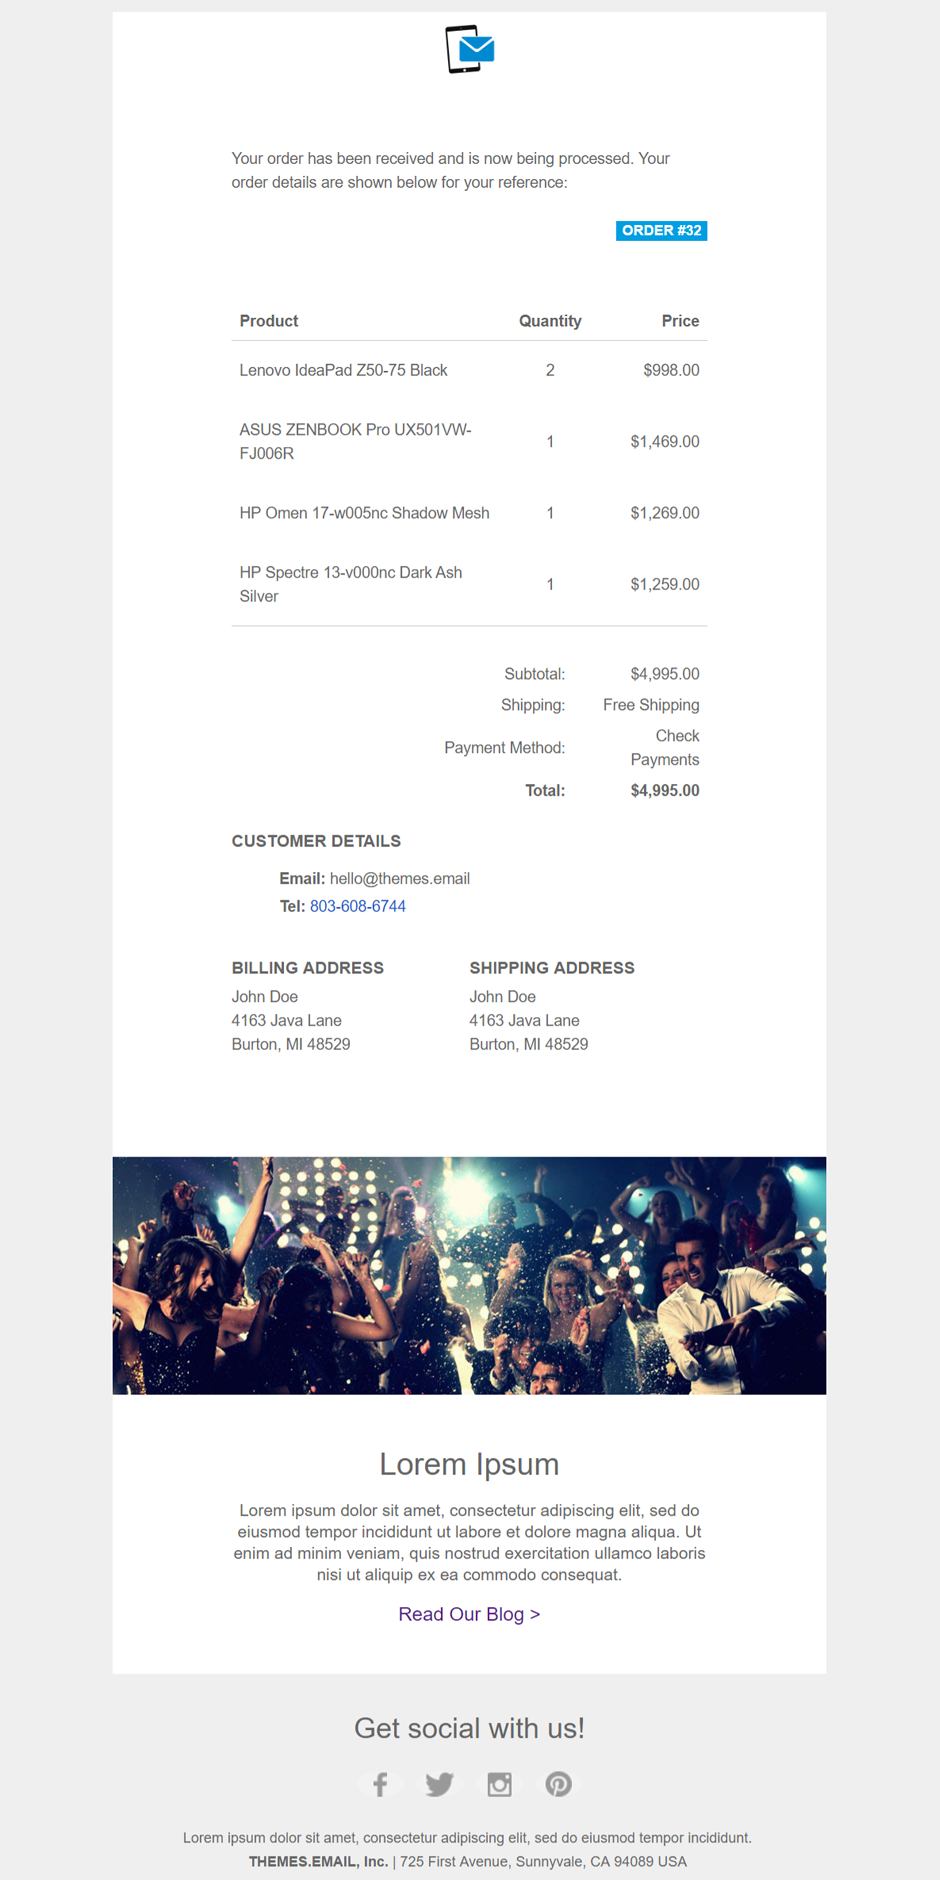 Your order has been received and is now being processed. Your
order details are shown below for your reference:
ORDER #32
Product Quantity Price
Lenovo IdeaPad Z50-75 Black 2 $998.00
ASUS ZENBOOK Pro UX501VW-
FJ006R 1 $1,469.00
HP Omen 17-w005nc Shadow Mesh 1 $1,269.00
HP Spectre 13-v000nc Dark Ash
Silver 1 $1,259.00
Subtotal: $4,995.00
Shipping: Free Shipping
Payment Method: Check
Payments
Total: $4,995.00
CUSTOMER DETAILS
Email: hello@themes.email
Tel: 803-608-6744
BILLING ADDRESS
John Doe
4163 Java Lane
Burton, MI 48529
SHIPPING ADDRESS
John Doe
4163 Java Lane
Burton, MI 48529
Lorem Ipsum
Lorem ipsum dolor sit amet, consectetur adipiscing elit, sed do
eiusmod tempor incididunt ut labore et dolore magna aliqua. Ut
enim ad minim veniam, quis nostrud exercitation ullamco laboris
nisi ut aliquip ex ea commodo consequat.
Read Our Blog >
Get social with us!
Lorem ipsum dolor sit amet, consectetur adipiscing elit, sed do eiusmod tempor incididunt.
THEMES.EMAIL, Inc. | 725 First Avenue, Sunnyvale, CA 94089 USA